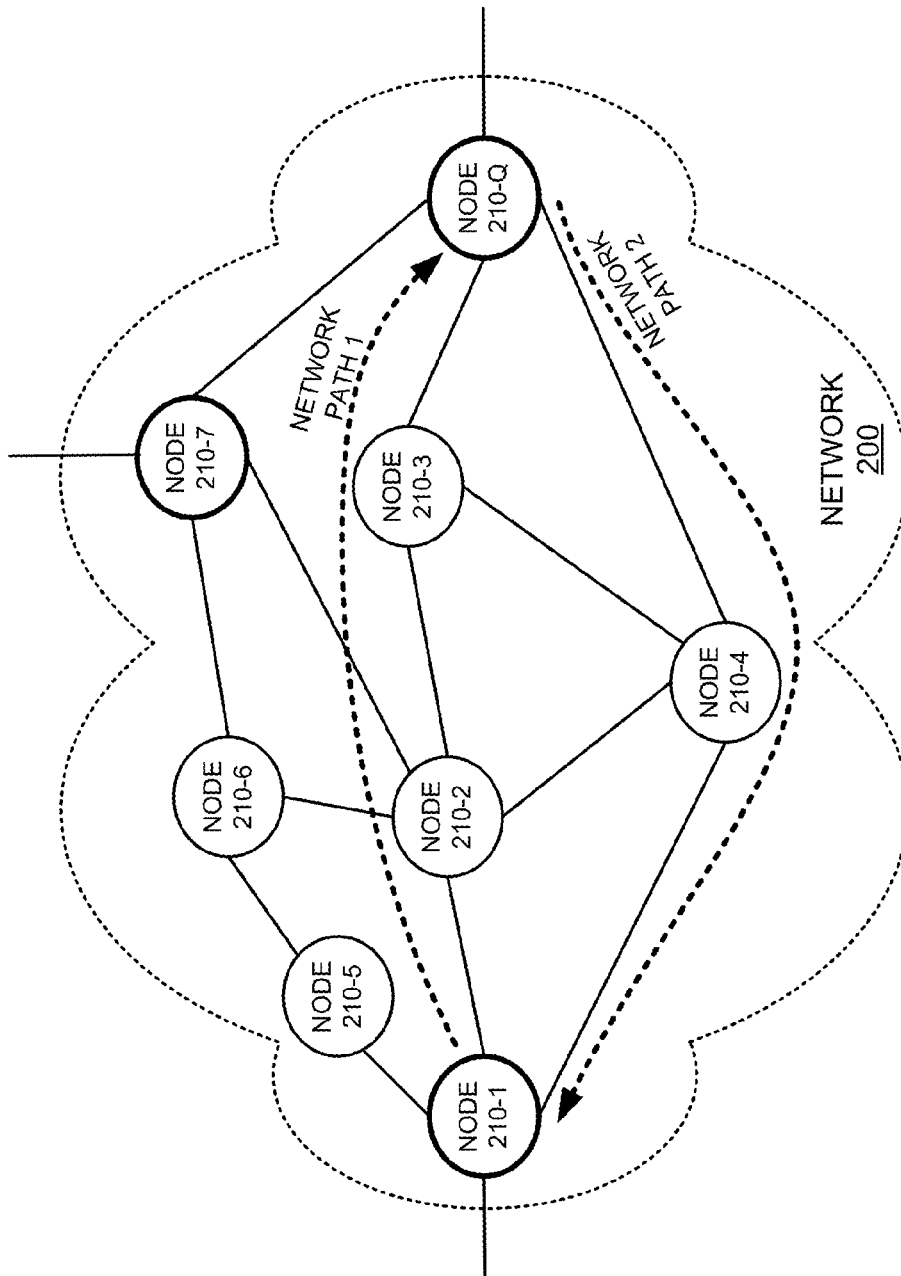 NODE
210-7
NODE
210-6
NODE
210-5
NETWORK
PATH 1
NODE
210-3
NODE
210-2
NODE
210-1
NODE
210-Q
NETWORK
PATH 2
NODE
210-4
NETWORK
200